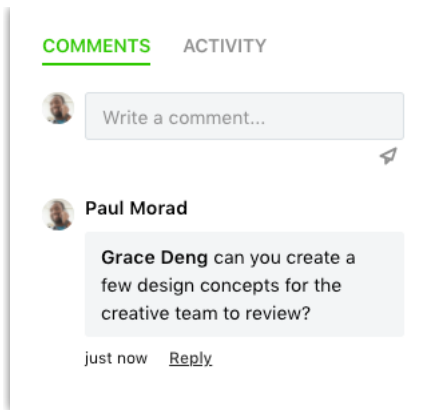 COMMENTS ACTIVITY
Write a comment...
Paul Morad
Grace Deng can you create a
few design concepts for the
creative team to review?
just now Reply